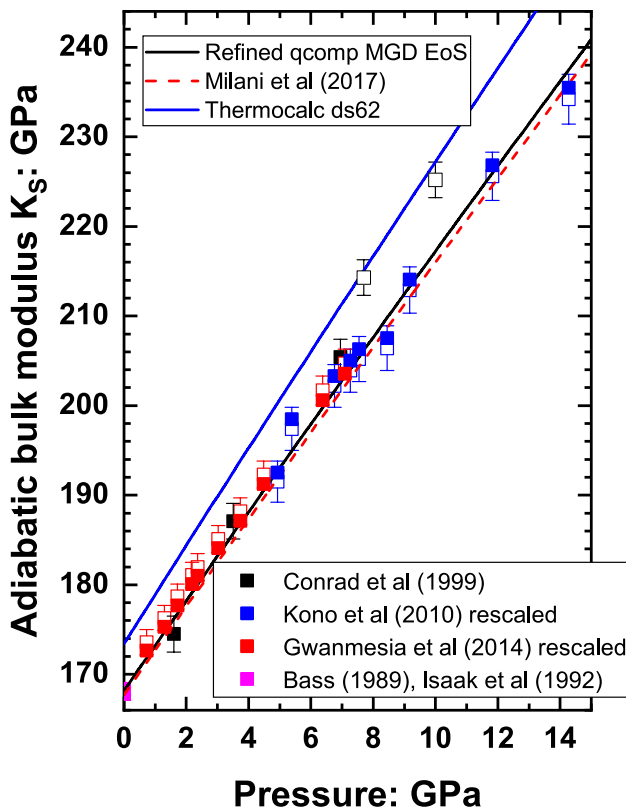 Adiabatic bulk modulus K_S: GPa
240
230
220
210
200
190
180
170
Refined qcomp MGD EoS
Milani et al (2017)
Thermocalc ds62
Conrad et al (1999)
Kono et al (2010) rescaled
Gwanmesia et al (2014) rescaled
Bass (1989), Isaak et al (1992)
0 2 4 6 8 10 12 14
Pressure: GPa